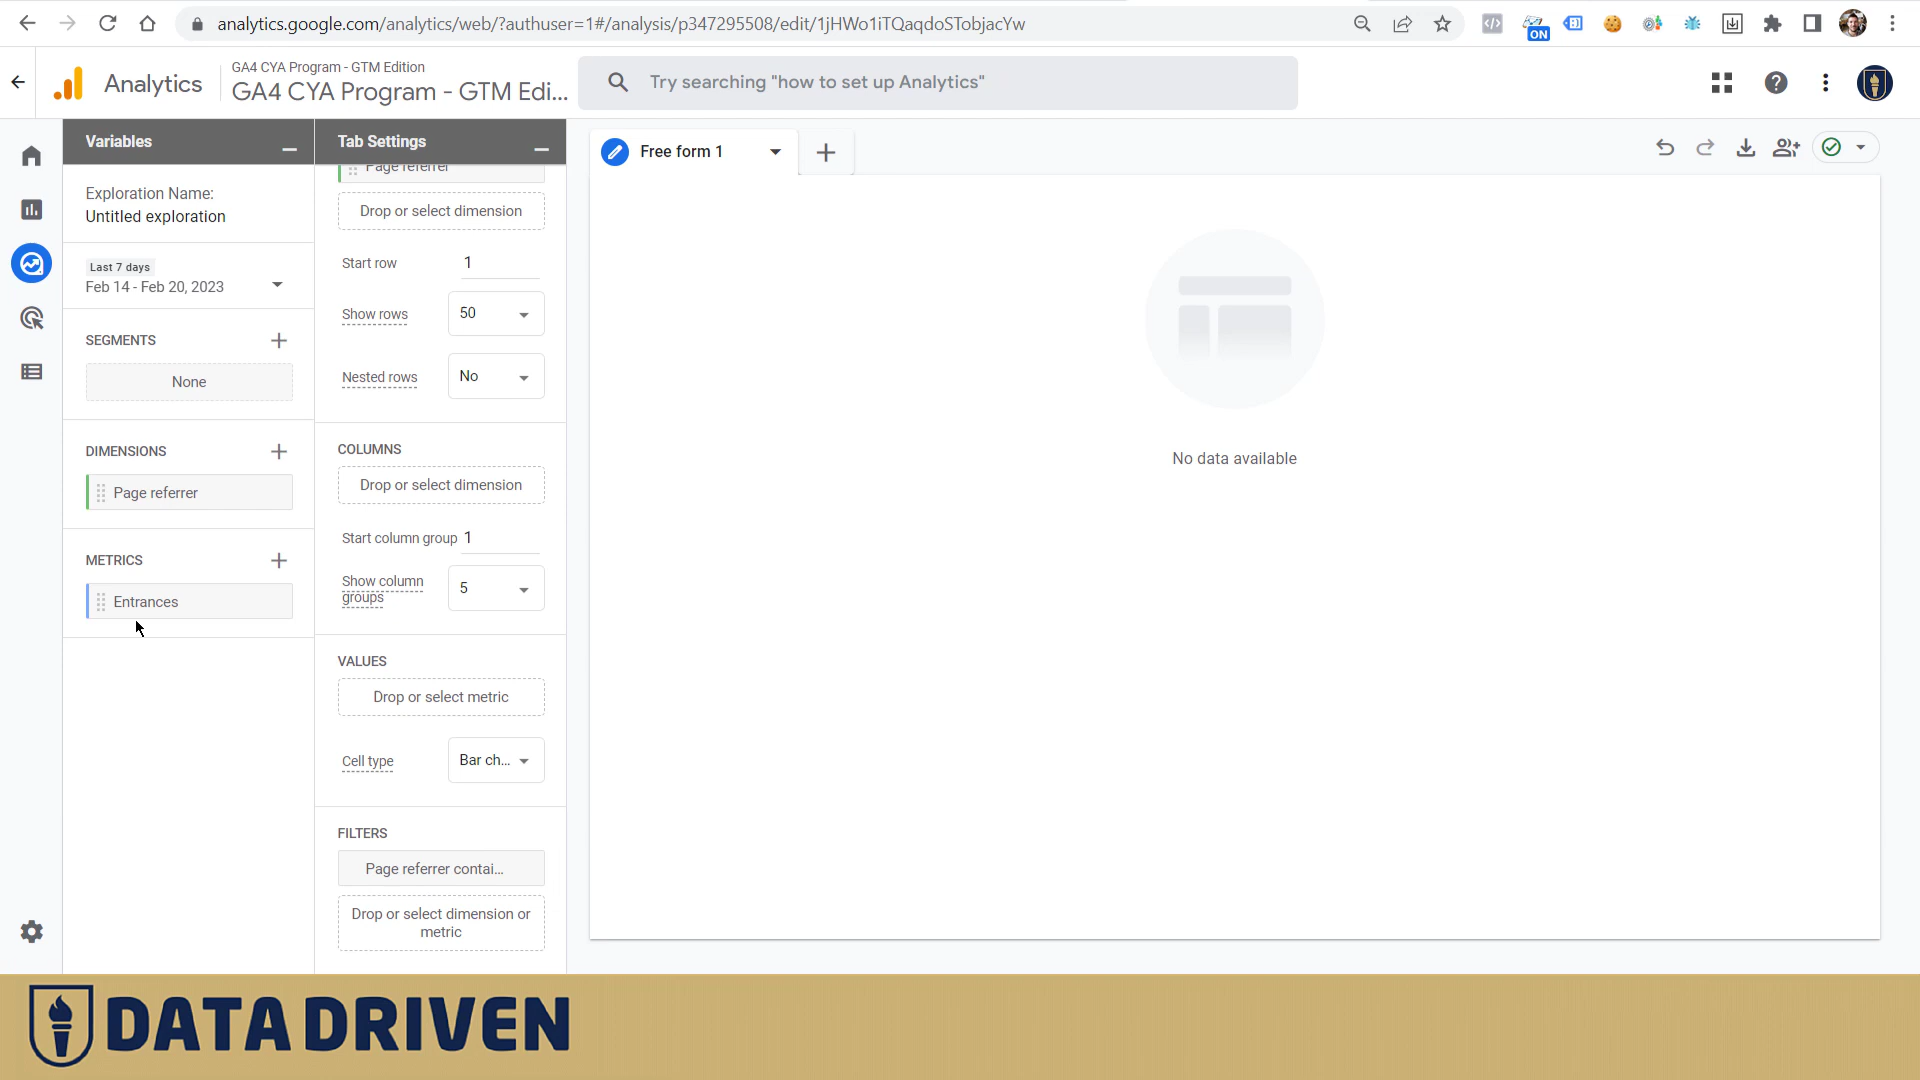 analytics.google.com/analytics/web/?authuser=1#/analysis/p347295508/edit/1jHWo1iTQaqdoSTobjacYw
ON
Analytics
GA4 CYA Program - GTM Edition
GA4 CYA Program - GTM Edi...
Try searching "how to set up Analytics"
Variables
Tab Settings
Free form 1
Page referrer
Exploration Name:
Untitled exploration
Drop or select dimension
Last 7 days
Feb 14 - Feb 20, 2023
Start row 1
Show rows 50
SEGMENTS
None
Nested rows No
DIMENSIONS
Page referrer
COLUMNS
Drop or select dimension
No data available
METRICS
Entrances
Start column group 1
Show column groups 5
VALUES
Drop or select metric
Cell type Bar ch...
FILTERS
Page referrer contai...
Drop or select dimension or
metric
DATA DRIVEN